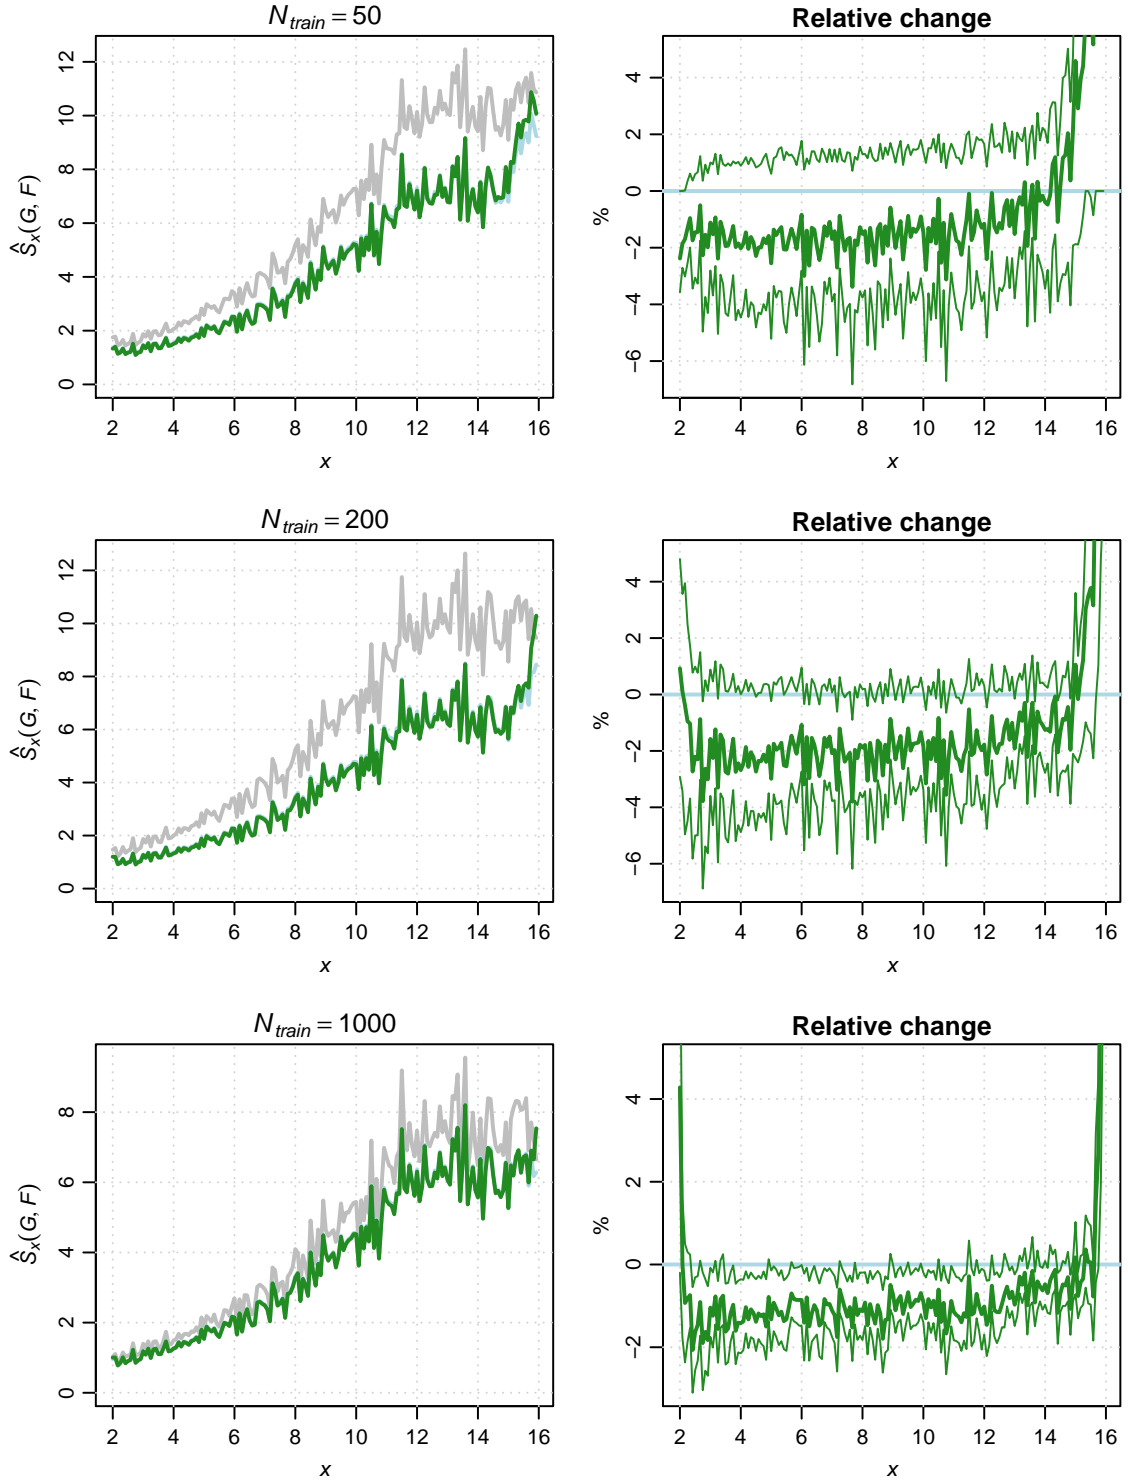 N_train = 50
Relative change
Ŝ_x(G, F)
0 2 4 6 8 10 12
2 4 6 8 10 12 14 16
x
%
−6 −4 −2 0 2 4
2 4 6 8 10 12 14 16
x
N_train = 200
Relative change
Ŝ_x(G, F)
0 2 4 6 8 10 12
2 4 6 8 10 12 14 16
x
%
−6 −4 −2 0 2 4
2 4 6 8 10 12 14 16
x
N_train = 1000
Relative change
Ŝ_x(G, F)
0 2 4 6 8
2 4 6 8 10 12 14 16
x
%
−2 0 2 4
2 4 6 8 10 12 14 16
x